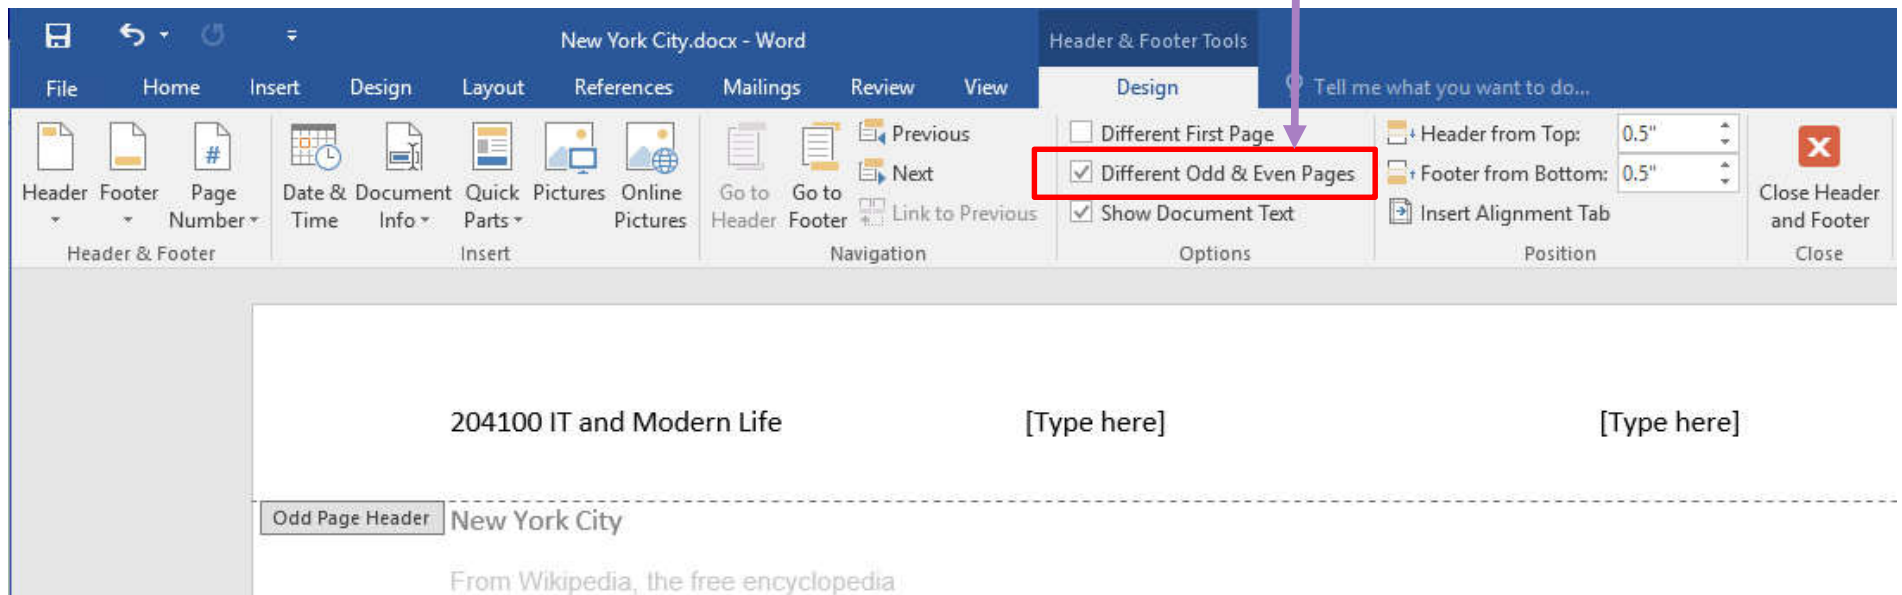 New York City.docx - Word
Header & Footer Tools
File Home Insert Design Layout References Mailings Review View Design Tell me what you want to do...
Header
Footer
Page Number
Header & Footer
Date & Time
Document Info
Quick Parts
Pictures
Online Pictures
Insert
Go to Header
Go to Footer
Previous
Next
Link to Previous
Navigation
Different First Page
Different Odd & Even Pages
Show Document Text
Options
Header from Top: 0.5"
Footer from Bottom: 0.5"
Insert Alignment Tab
Position
Close Header and Footer
Close
204100 IT and Modern Life [Type here] [Type here]
Odd Page Header
New York City
From Wikipedia, the free encyclopedia